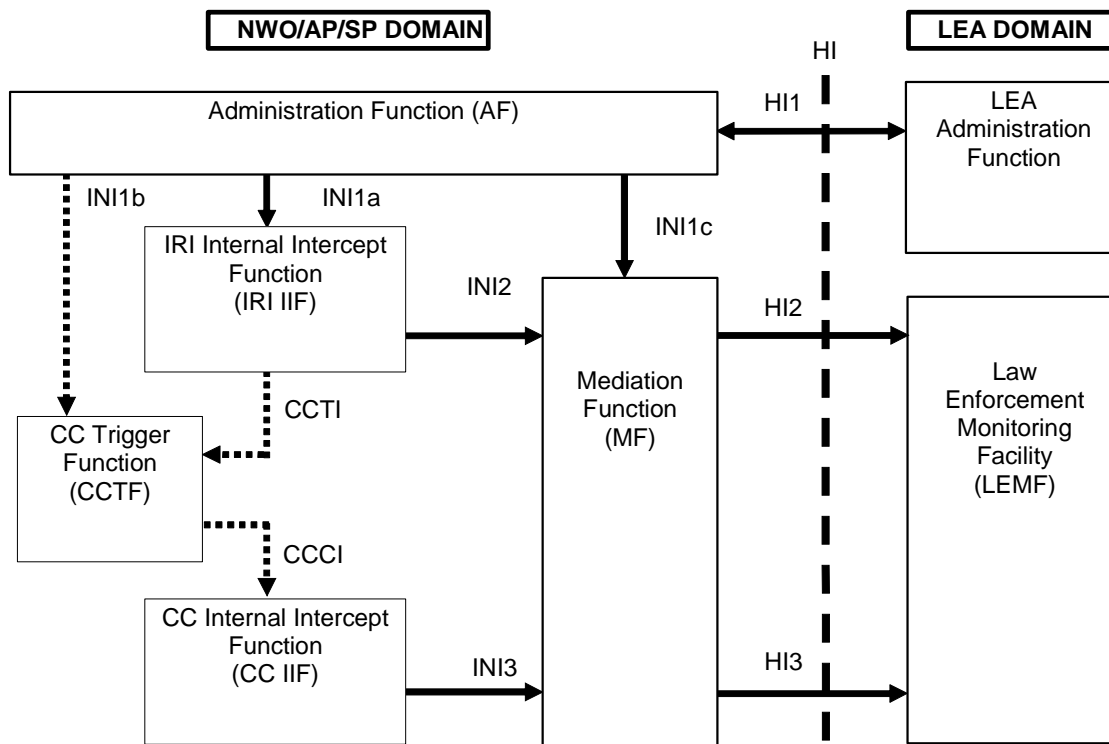 NWO/AP/SP DOMAIN
LEA DOMAIN
HI
Administration Function (AF)
HI1
LEA
Administration
Function
INI1b
INI1a
INI1c
IRI Internal Intercept
Function
(IRI IIF)
INI2
HI2
Mediation
Function
(MF)
Law
Enforcement
Monitoring
Facility
(LEMF)
CCTI
CC Trigger
Function
(CCTF)
CCCI
CC Internal Intercept
Function
(CC IIF)
INI3
HI3